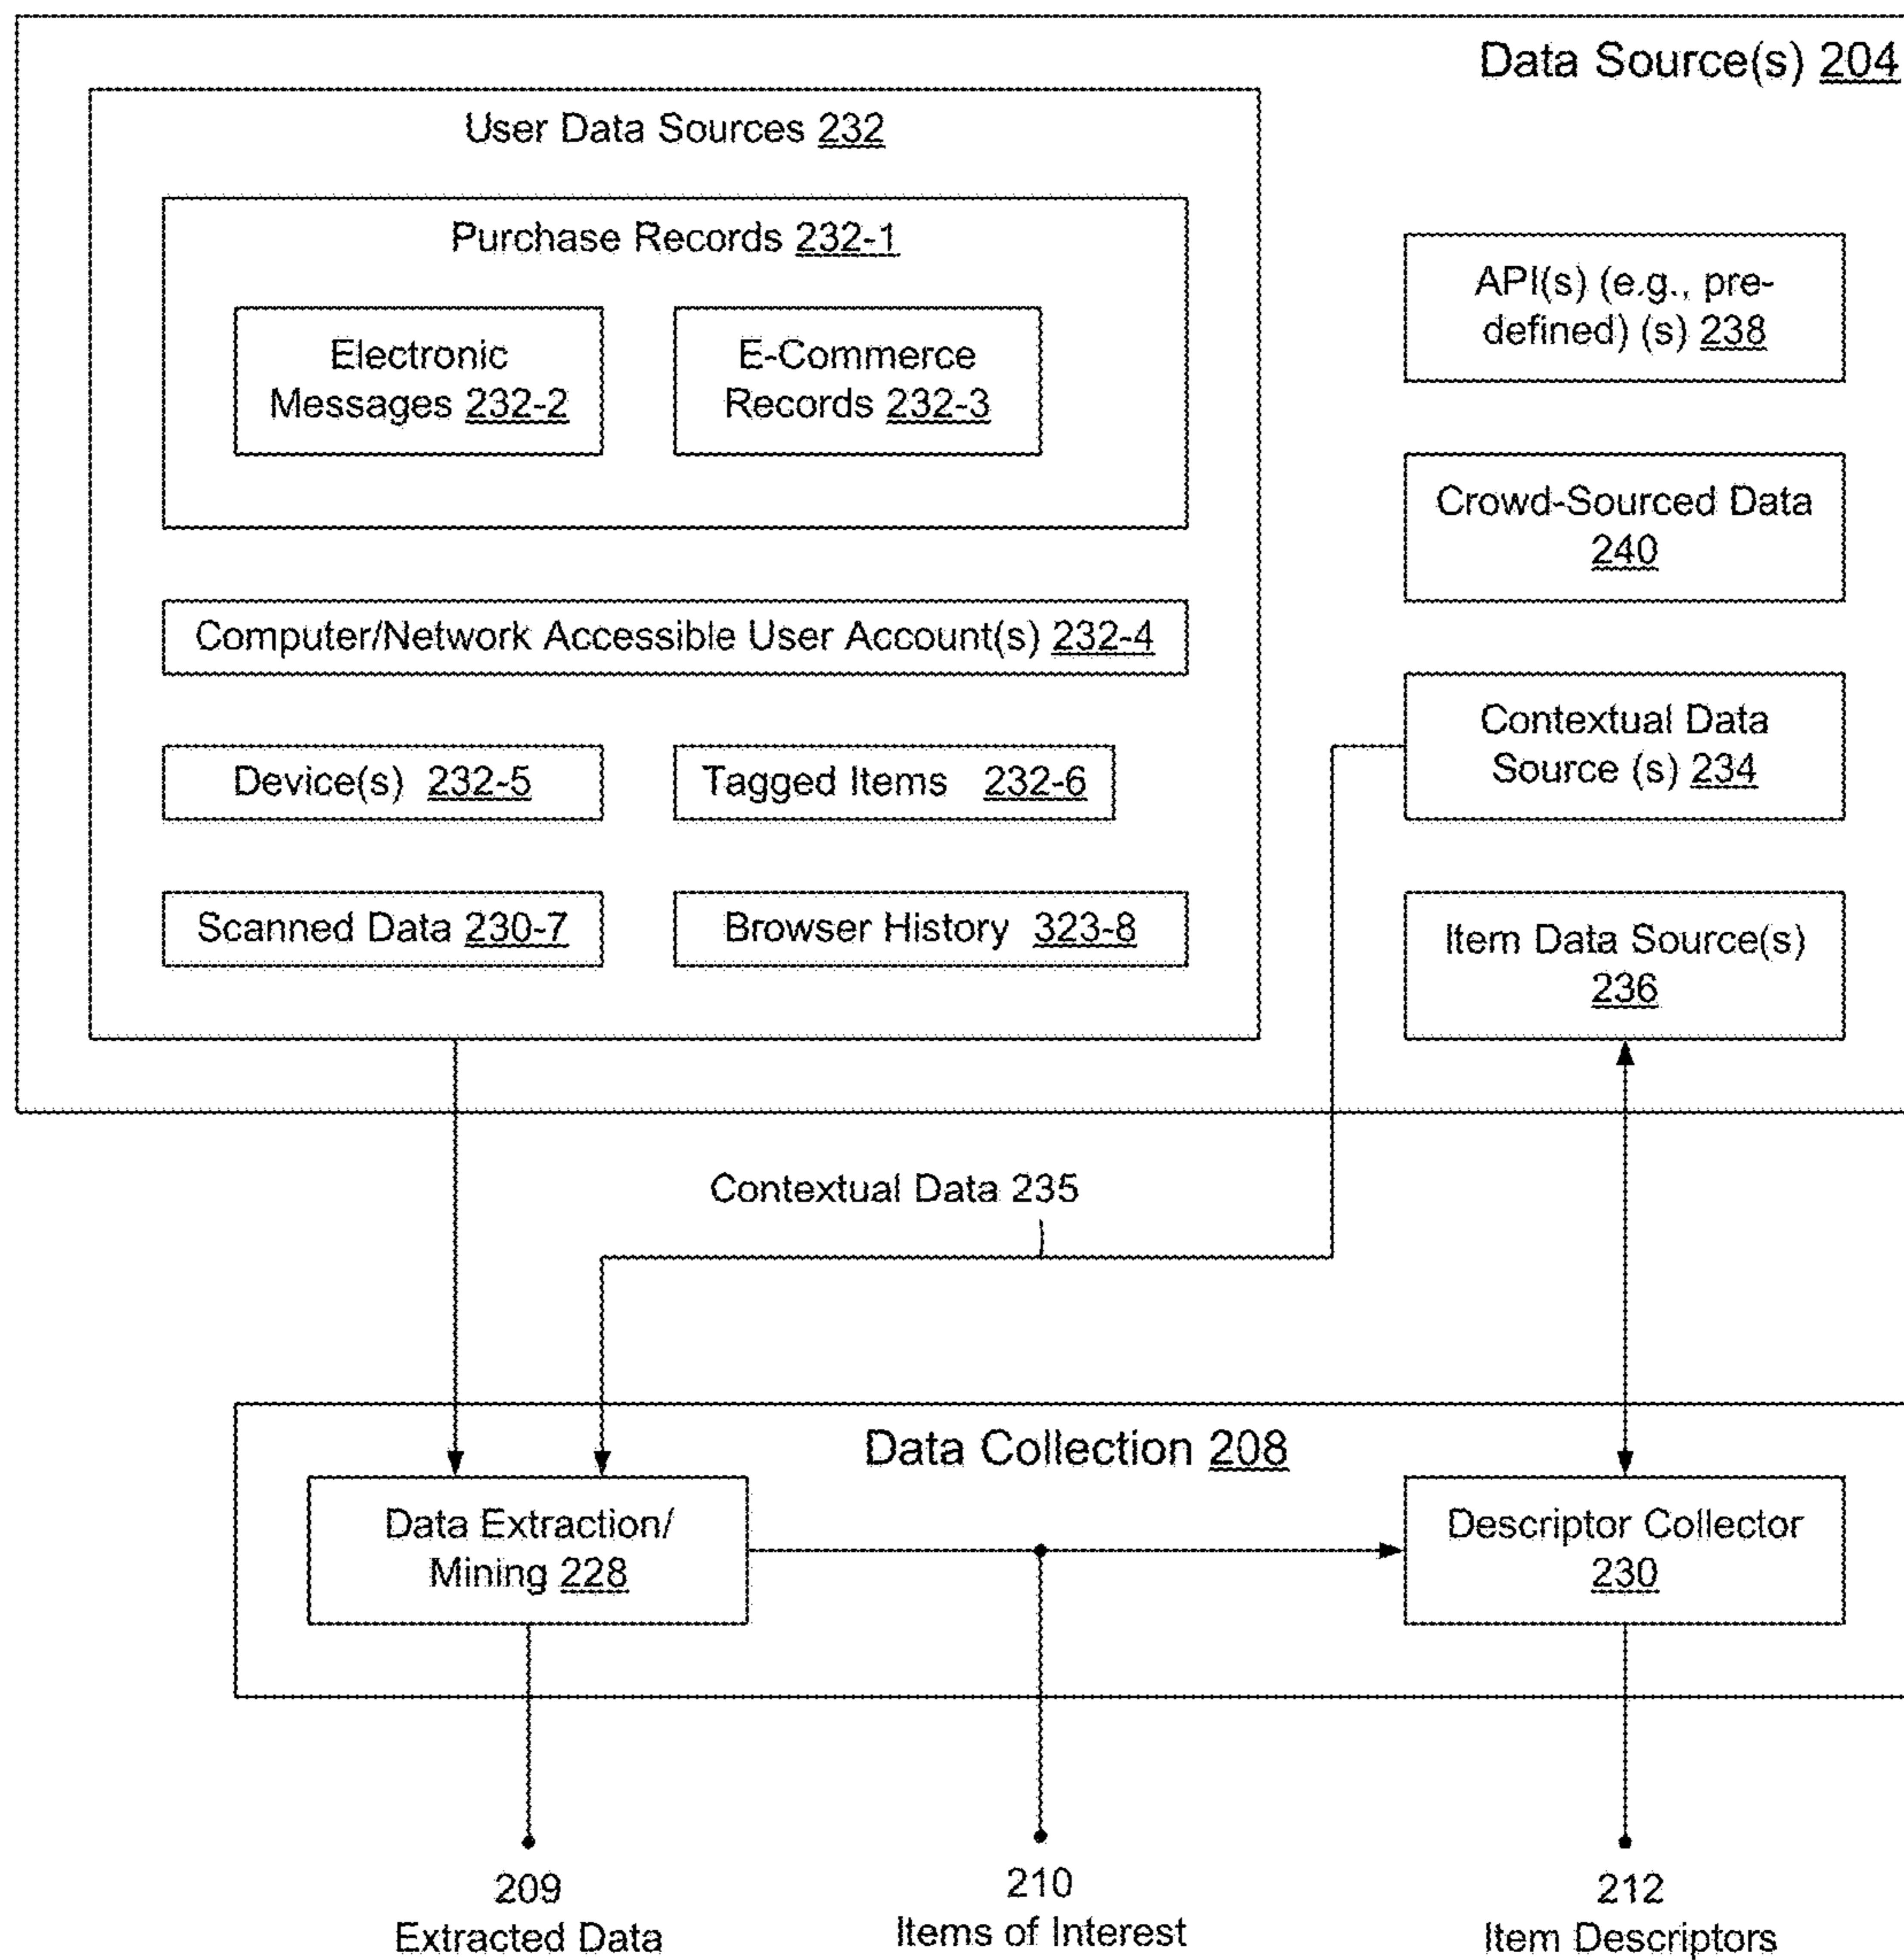 Data Source(s) 204
User Data Sources 232
Purchase Records 232-1
Electronic
Messages 232-2
E-Commerce
Records 232-3
Computer/Network Accessible User Account(s) 232-4
Device(s) 232-5
Tagged Items 232-6
Scanned Data 230-7
Browser History 323-8
API(s) (e.g., pre-
defined) (s) 238
Crowd-Sourced Data
240
Contextual Data
Source (s) 234
Item Data Source(s)
236
Contextual Data 235
Data Collection 208
Data Extraction/
Mining 228
Descriptor Collector
230
209
Extracted Data
210
Items of Interest
212
Item Descriptors